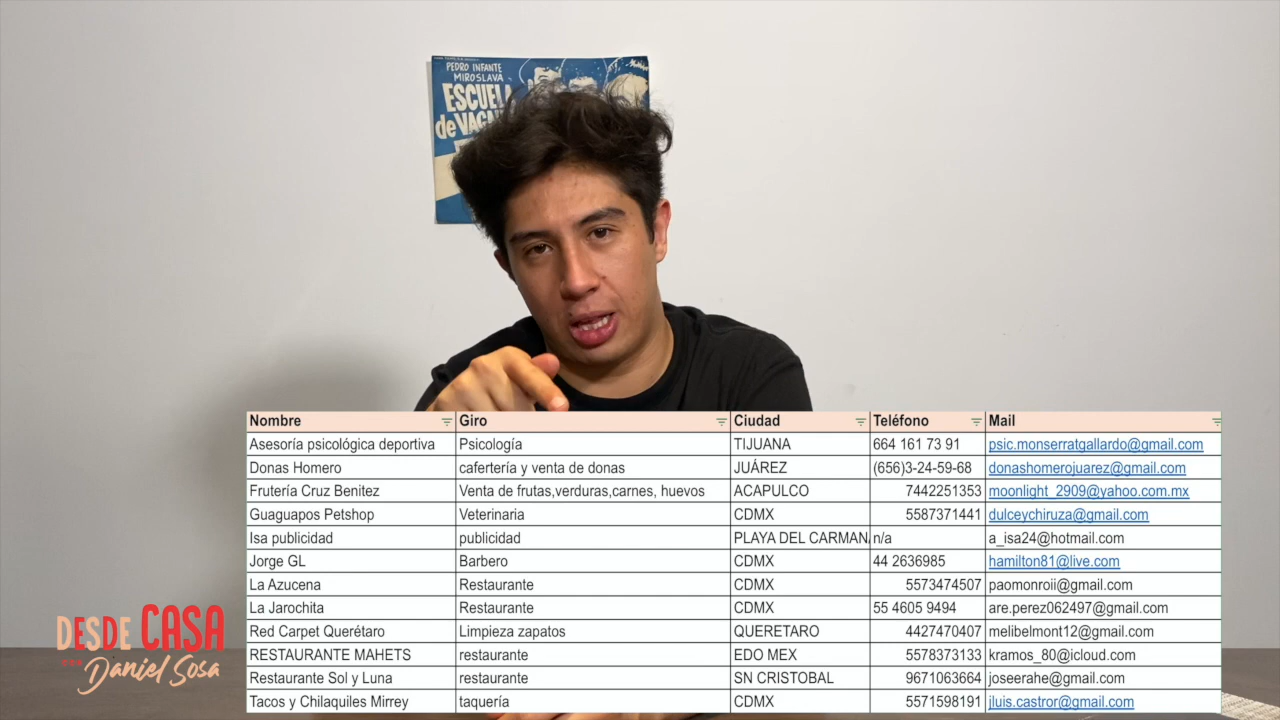 PEDRO INFANTE
MIROSLAVA
ESCUELA
de VACA
Nombre Giro Ciudad Teléfono Mail
Asesoría psicológica deportiva Psicología TIJUANA 664 161 73 91 psic.monserratgallardo@gmail.com
Donas Homero cafertería y venta de donas JUÁREZ (656)3-24-59-68 donashomerojuarez@gmail.com
Frutería Cruz Benitez Venta de frutas,verduras,carnes, huevos ACAPULCO 7442251353 moonlight_2909@yahoo.com.mx
Guaguapos Petshop Veterinaria CDMX 5587371441 dulceychiruza@gmail.com
Isa publicidad publicidad PLAYA DEL CARMAN n/a a_isa24@hotmail.com
Jorge GL Barbero CDMX 44 2636985 hamilton81@live.com
La Azucena Restaurante CDMX 5573474507 paomonroii@gmail.com
La Jarochita Restaurante CDMX 55 4605 9494 are.perez062497@gmail.com
Red Carpet Querétaro Limpieza zapatos QUERETARO 4427470407 melibelmont12@gmail.com
RESTAURANTE MAHETS restaurante EDO MEX 5578373133 kramos_80@icloud.com
Restaurante Sol y Luna restaurante SN CRISTOBAL 9671063664 joseerahe@gmail.com
Tacos y Chilaquiles Mirrey taquería CDMX 5571598191 jluis.castror@gmail.com
DESDE CASA
Daniel Sosa